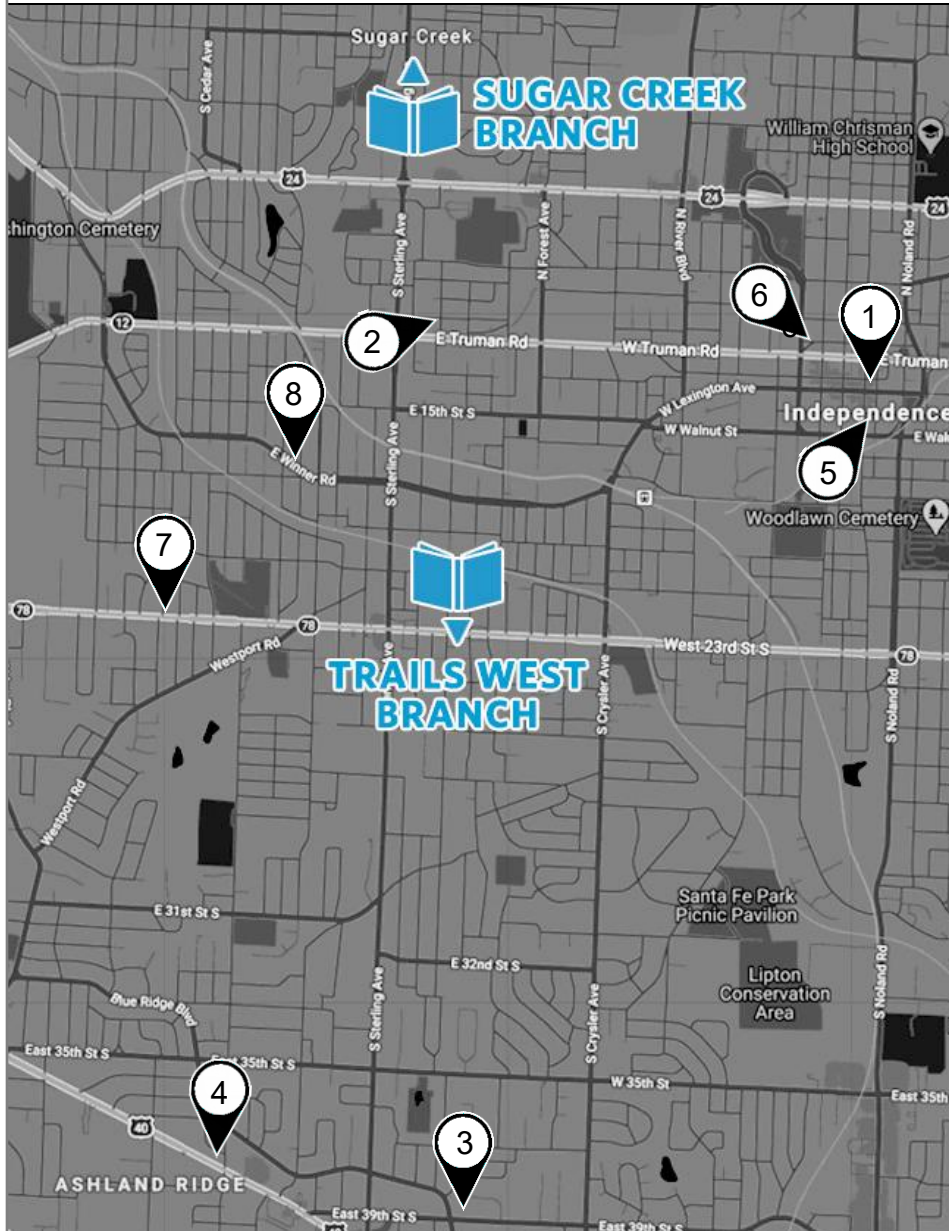 Sugar Creek
S Cedar Ave
SUGAR CREEK
BRANCH
William Chrisman
High School
24
24
24
shington Cemetery
S Sterling Ave
N Forest Ave
N River Blvd
N Noland Rd
6
1
12
2
E Truman Rd
W Truman Rd
E Truman
8
W Lexington Ave
E 15th St S
Independence
W Walnut St
E Wal
E Winner Rd
S Sterling Ave
5
Woodlawn Cemetery
7
78
78
Westport Rd
West 23rd St S
78
TRAILS WEST
BRANCH
Ave
S Crysler Ave
S Noland Rd
Westport Rd
Santa Fe Park
Picnic Pavilion
E 31st St S
E 32nd St S
Lipton
Conservation
Area
S Sterling Ave
S Crysler Ave
S Noland Rd
Blue Ridge Blvd
East 35th St S
East 35th St S
W 35th St
East 35th
4
40
3
ASHLAND RIDGE
East 39th St S
East 39th St S